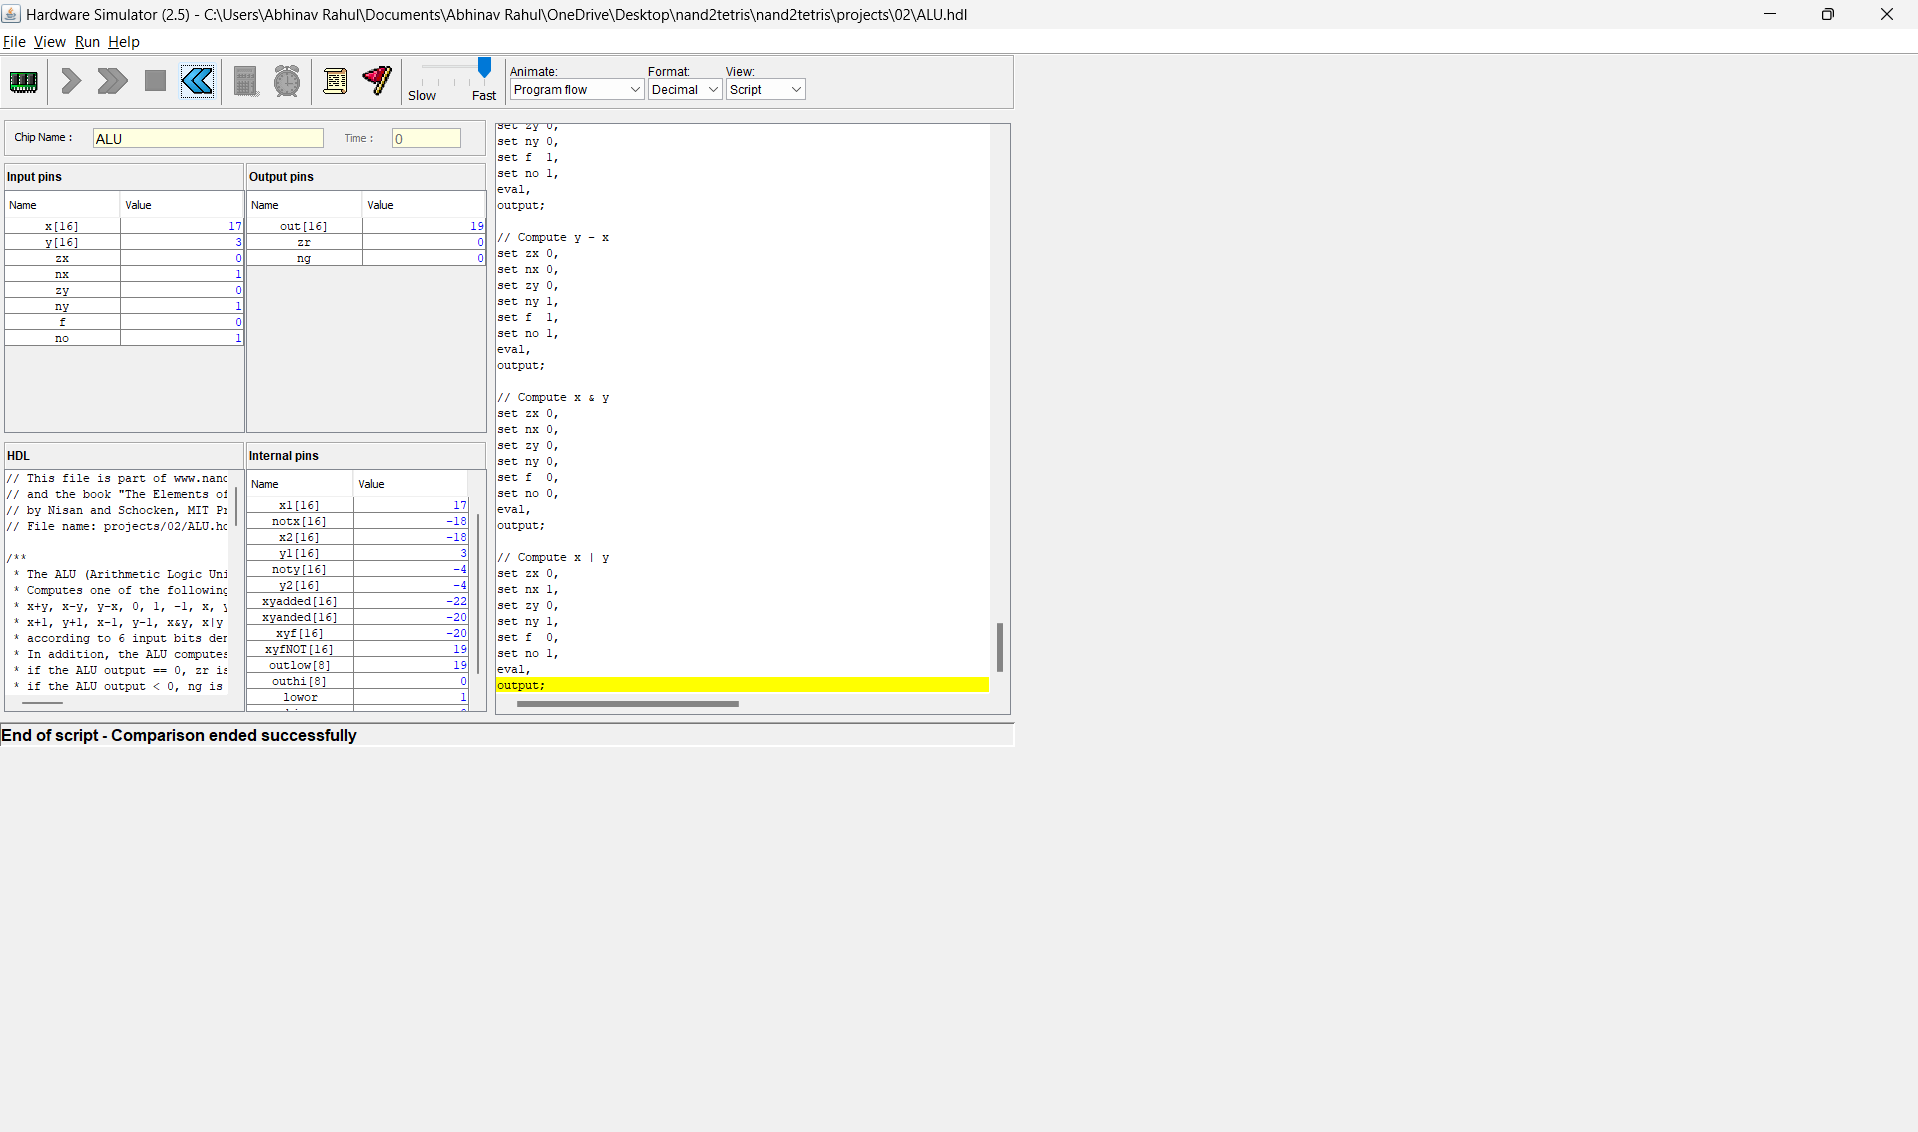 Hardware Simulator (2.5) - C:\Users\Abhinav Rahul\Documents\Abhinav Rahul\OneDrive\Desktop\nand2tetris\nand2tetris\projects\02\ALU.hdl
File View Run Help
Animate: Format: View:
Slow Fast Program flow Decimal Script
Chip Name : ALU Time : 0
Input pins
Name Value
x[16] 17
y[16] 3
zx 0
nx 1
zy 0
ny 1
f 0
no 1
Output pins
Name Value
out[16] 19
zr 0
ng 0
HDL
// This file is part of www.nand
// and the book "The Elements of
// by Nisan and Schocken, MIT Pr
// File name: projects/02/ALU.hd
/**
* The ALU (Arithmetic Logic Uni
* Computes one of the following
* x+y, x-y, y-x, 0, 1, -1, x, y
* x+1, y+1, x-1, y-1, x&y, x|y
* according to 6 input bits den
* In addition, the ALU computes
* if the ALU output == 0, zr is
* if the ALU output < 0, ng is
Internal pins
Name Value
x1[16] 17
notx[16] -18
x2[16] -18
y1[16] 3
noty[16] -4
y2[16] -4
xyadded[16] -22
xyanded[16] -20
xyf[16] -20
xyfNOT[16] 19
outlow[8] 19
outhi[8] 0
lowor 1
set zy 0,
set ny 0,
set f 1,
set no 1,
eval,
output;
// Compute y - x
set zx 0,
set nx 0,
set zy 0,
set ny 1,
set f 1,
set no 1,
eval,
output;
// Compute x & y
set zx 0,
set nx 0,
set zy 0,
set ny 0,
set f 0,
set no 0,
eval,
output;
// Compute x | y
set zx 0,
set nx 1,
set zy 0,
set ny 1,
set f 0,
set no 1,
eval,
output;
End of script - Comparison ended successfully